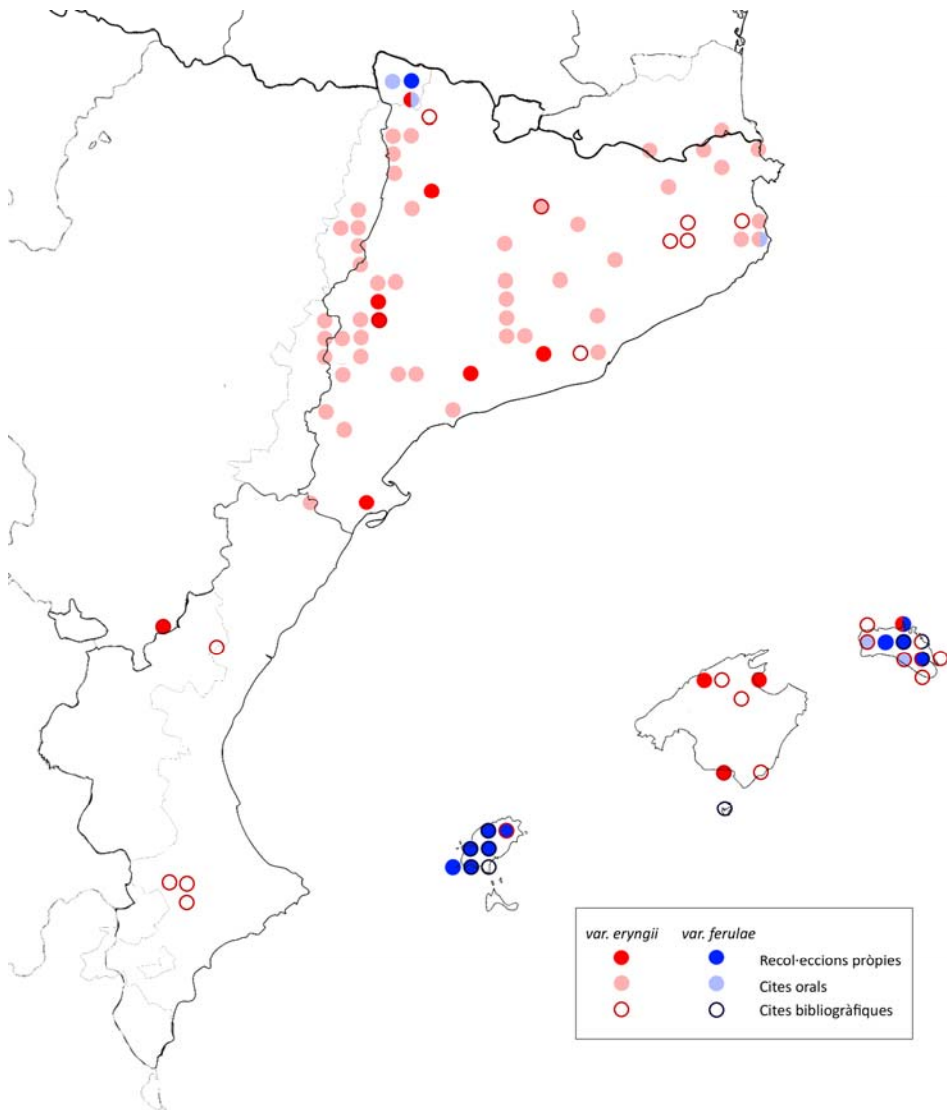 var. eryngii var. ferulae
Recol·eccions pròpies
Cites orals
Cites bibliogràfiques